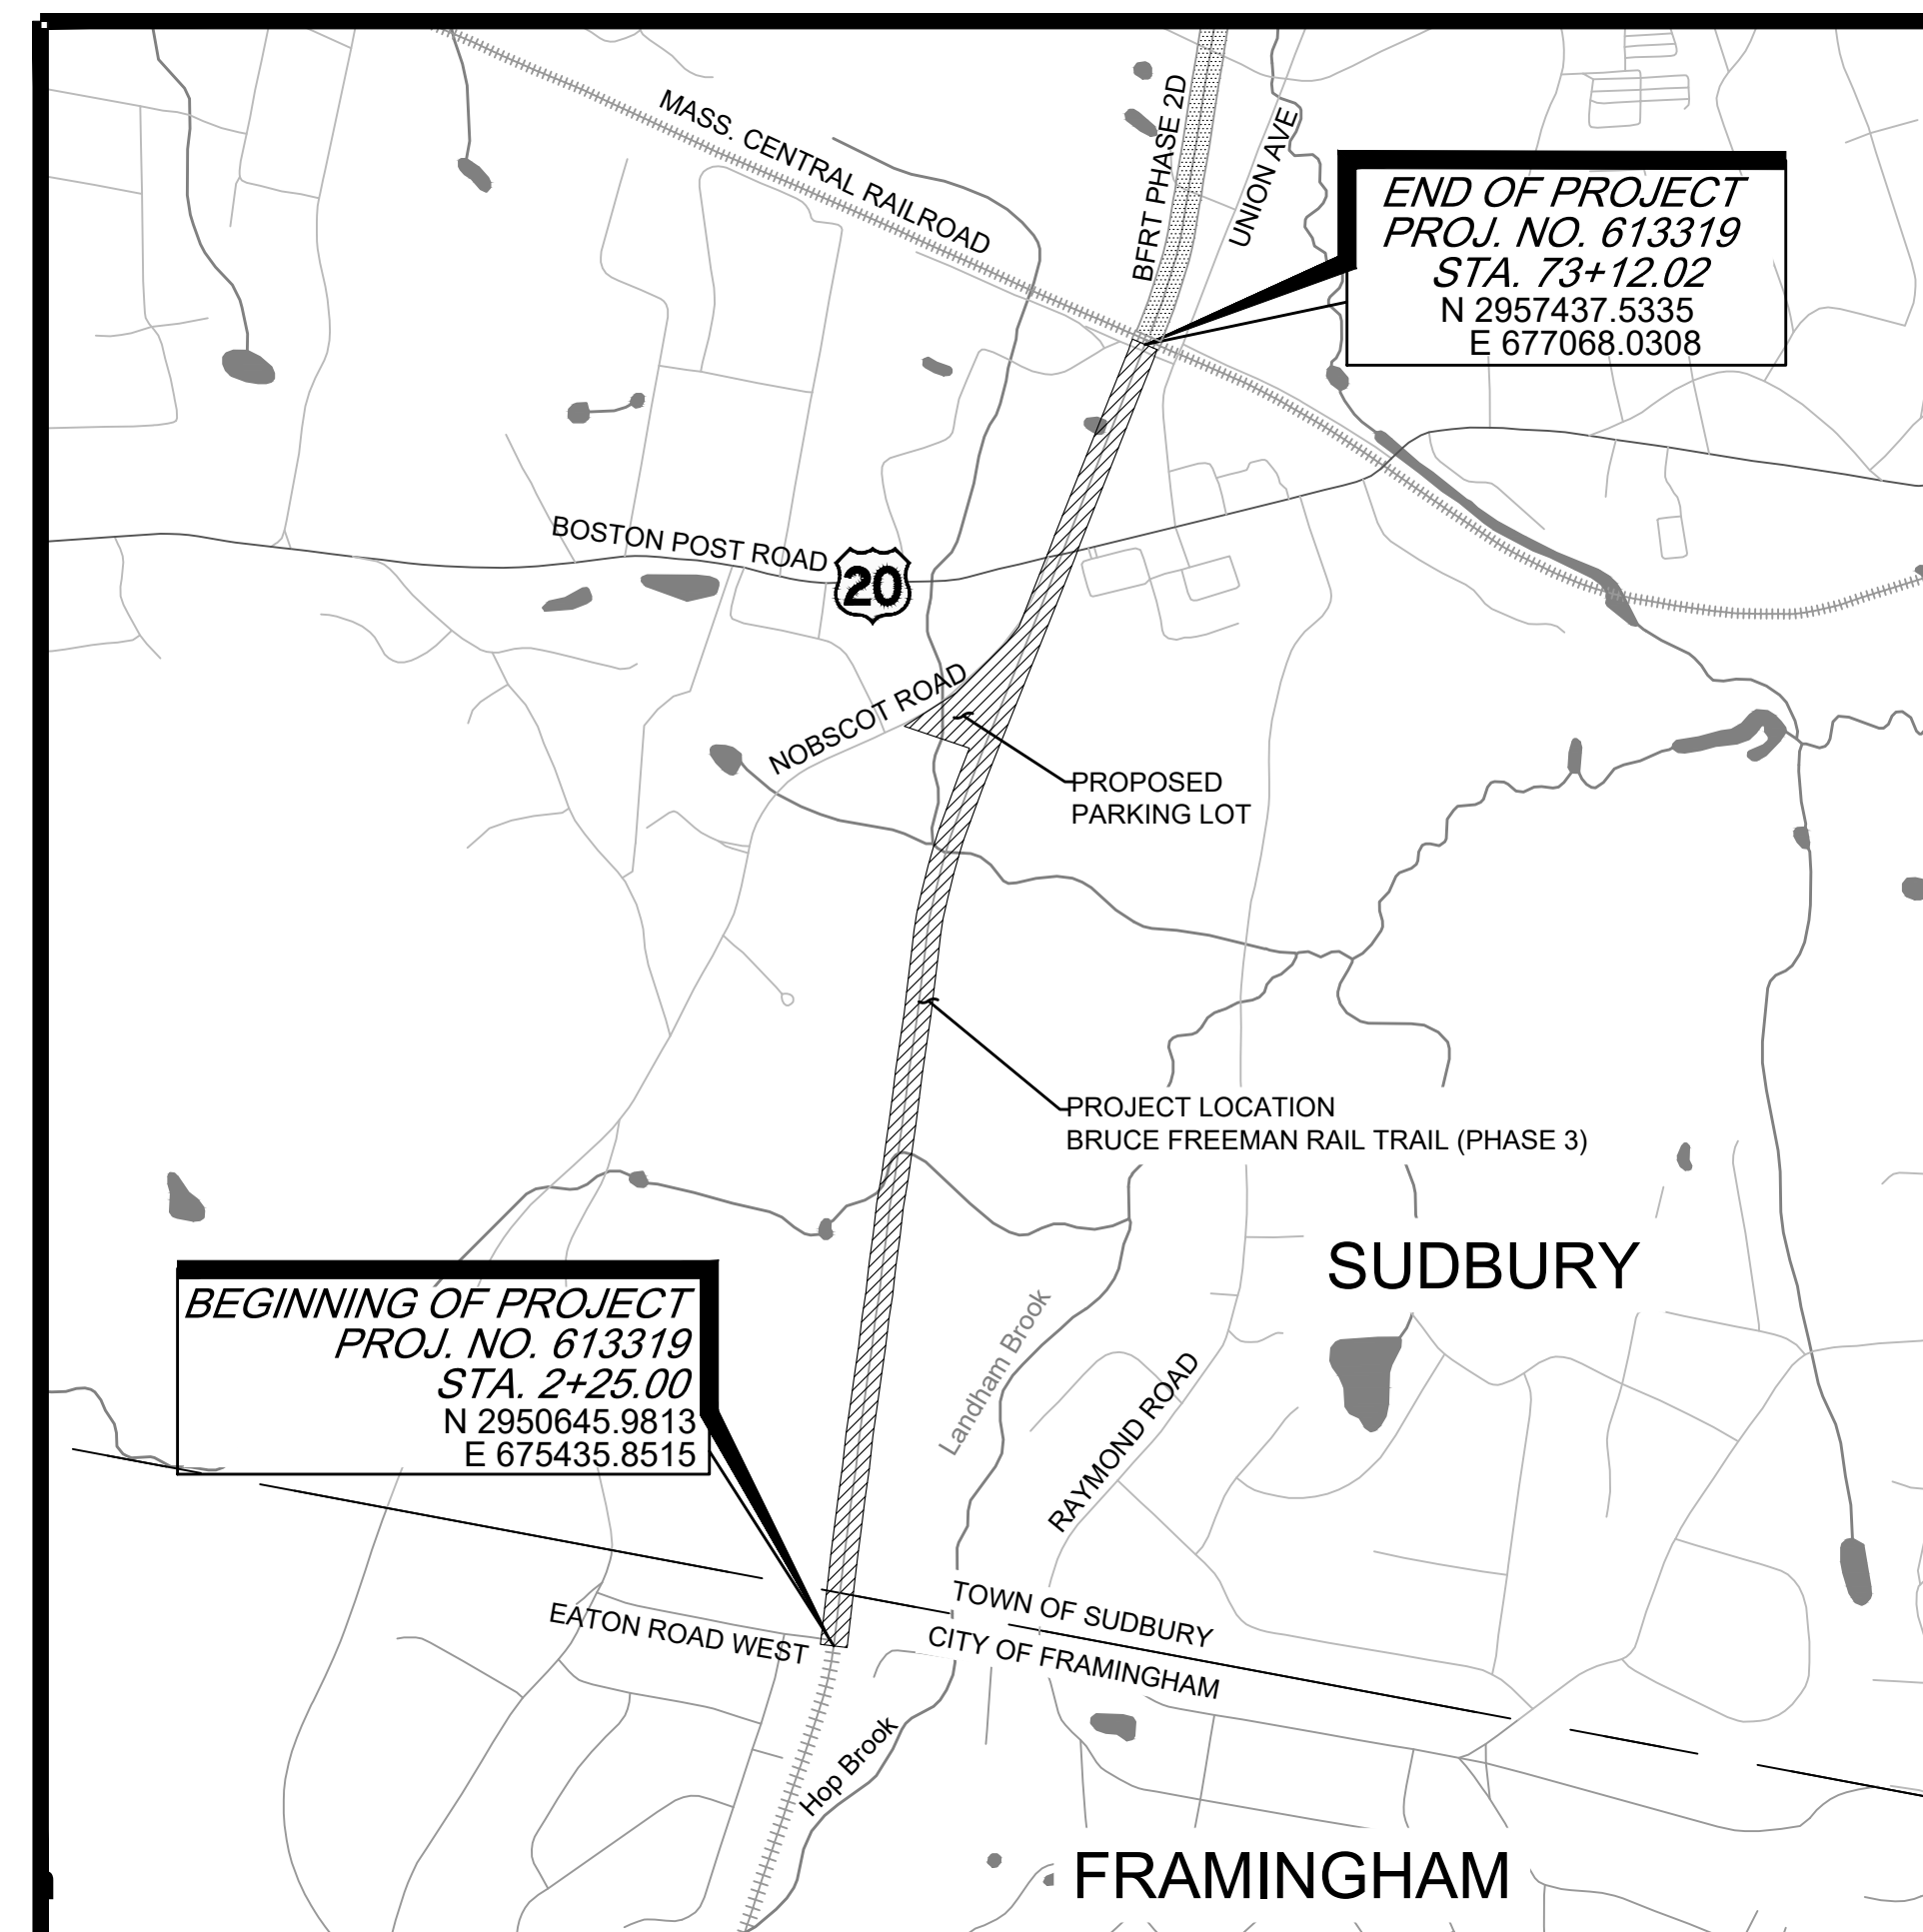 MASS. CENTRAL RAILROAD
BFRT PHASE 2D
UNION AVE
END OF PROJECT
PROJ. NO. 613319
STA. 73+12.02
N 2957437.5335
E 677068.0308
BOSTON POST ROAD
20
NOBSCOT ROAD
PROPOSED
PARKING LOT
PROJECT LOCATION
BRUCE FREEMAN RAIL TRAIL (PHASE 3)
SUDBURY
BEGINNING OF PROJECT
PROJ. NO. 613319
STA. 2+25.00
N 2950645.9813
E 675435.8515
Landham Brook
RAYMOND ROAD
EATON ROAD WEST
TOWN OF SUDBURY
CITY OF FRAMINGHAM
Hop Brook
FRAMINGHAM